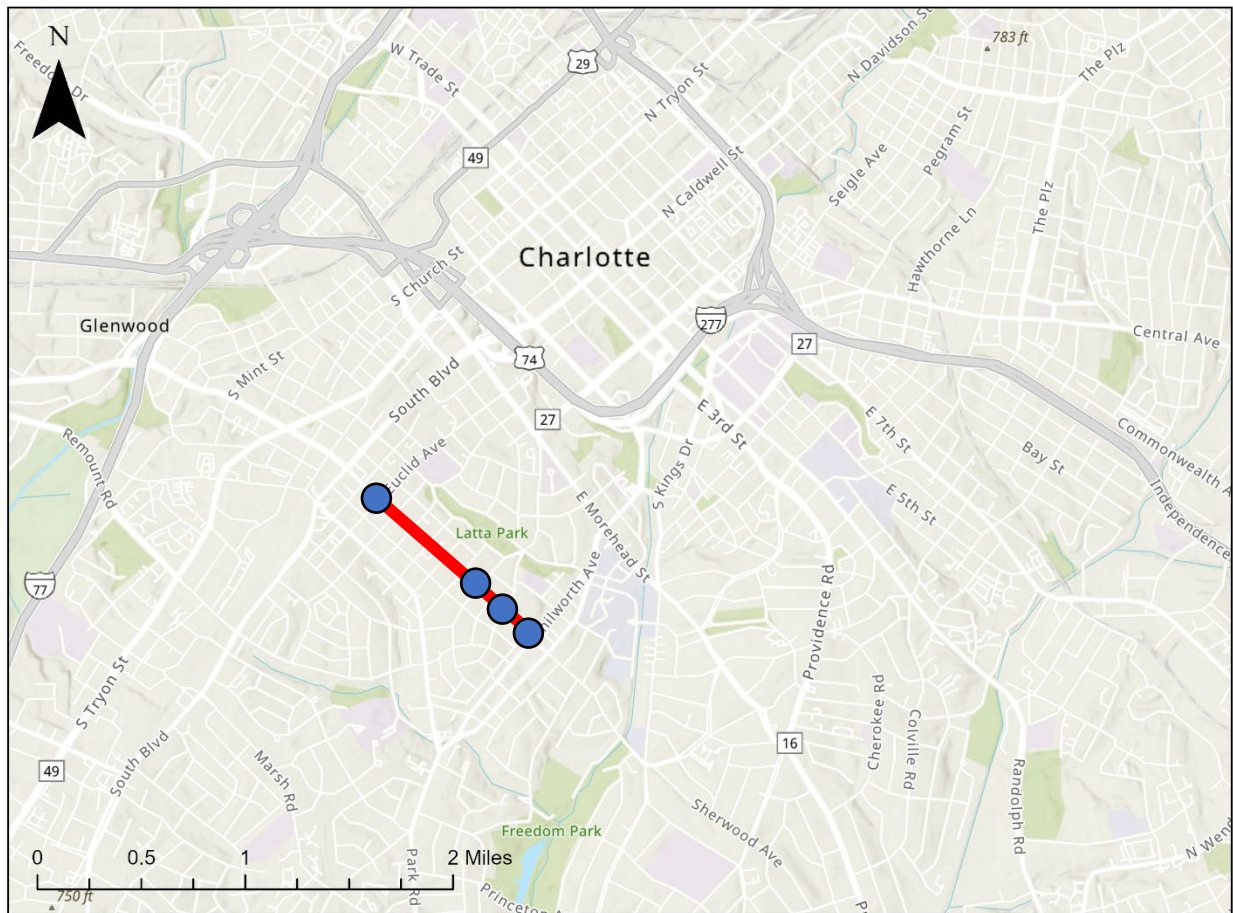 N
783 ft
The Plz
N Davidson St
Freedom Dr
W Trade St
29
N Tryon St
49
Pegram St
Seigle Ave
N Caldwell St
The Plz
Hawthorne Ln
Charlotte
S Church St
Glenwood
277
Central Ave
27
74
S Mint St
South Blvd
27
E 3rd St
E 7th St
Commonwealth A
Bay St
Euclid Ave
Remount Rd
S Kings Dr
E 5th St
Independence
E Morehead St
Latta Park
77
nilworth Ave
Providence Rd
S Tryon St
Cherokee Rd
Colville Rd
16
South Blvd
49
Marsh Rd
Randolph Rd
Sherwood Ave
Freedom Park
N Wend
0 0.5 1 2 Miles
Park Rd
750 ft
Princeton